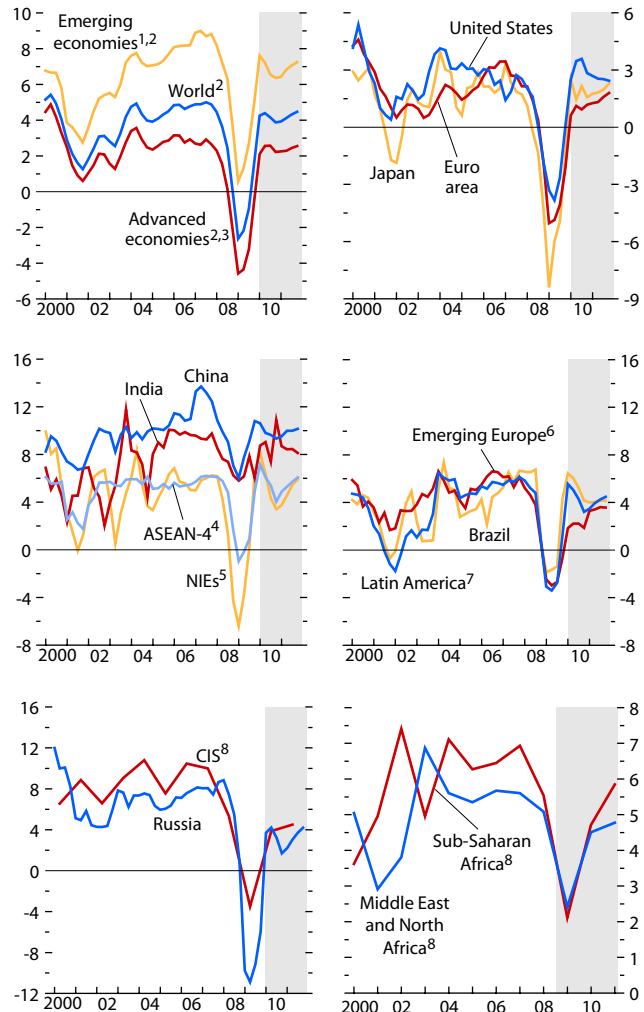 10
8
6
4
2
0
-2
-4
-6
Emerging
economies1,2
World2
Advanced
economies2,3
2000 02 04 06 08 10
6
3
0
-3
-6
-9
United States
Japan
Euro
area
2000 02 04 06 08 10
16
12
8
4
0
-4
-8
China
India
ASEAN-44
NIEs5
2000 02 04 06 08 10
16
12
8
4
0
-4
-8
Emerging Europe6
Brazil
Latin America7
2000 02 04 06 08 10
16
12
8
4
0
-4
-8
-12
CIS8
Russia
2000 02 04 06 08 10
8
7
6
5
4
3
2
1
0
Sub-Saharan
Africa8
Middle East
and North
Africa8
2000 02 04 06 08 10